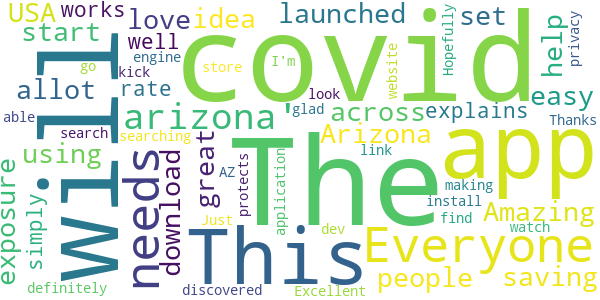 USA works
love idea
launched
set
covid
start
well
engine
store
I'm
website
Hopefully
help
privacy
go
kick
allot
rate
able
search
searching
arizona'
glad
look
across
explains
easy
Thanks
Will
The
app
using
needs
download
great
AZ
protects
application
Arizona
link
making
install
find
Amazing
exposure
simply
This
Just
dev
Everyone
watch
people
saving
definitely
discovered
Excellent